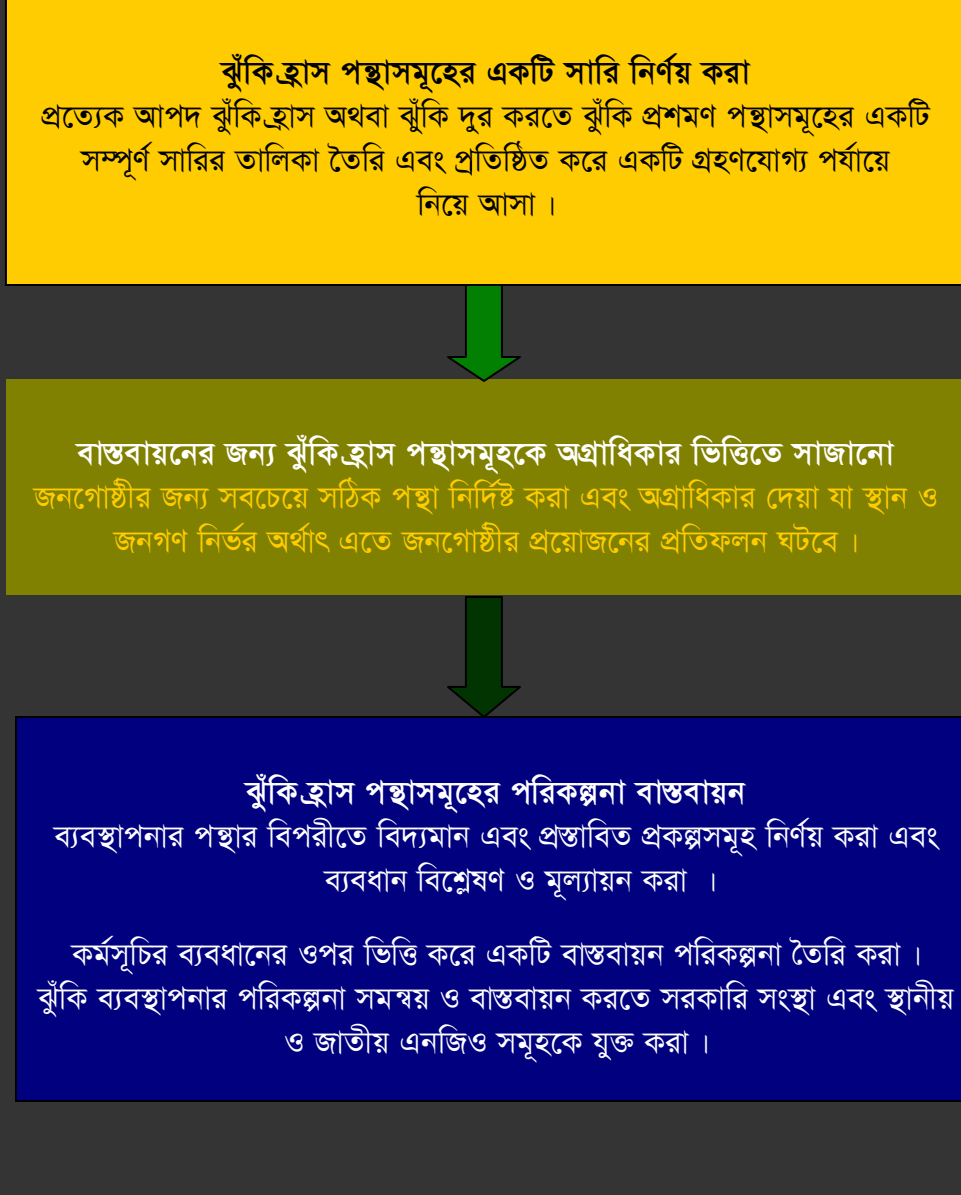 ঝুঁকি হ্রাস পন্থাসমূহের একটি সারি নির্ণয় করা
প্রত্যেক আপদ ঝুঁকি হ্রাস অথবা ঝুঁকি দুর করতে ঝুঁকি প্রশমণ পন্থাসমূহের একটি
সম্পূর্ণ সারির তালিকা তৈরি এবং প্রতিষ্ঠিত করে একটি গ্রহণযোগ্য পর্যায়ে
নিয়ে আসা ।
বাস্তবায়নের জন্য ঝুঁকি হ্রাস পন্থাসমূহকে অগ্রাধিকার ভিত্তিতে সাজানো
জনগোষ্ঠীর জন্য সবচেয়ে সঠিক পন্থা নির্দিষ্ট করা এবং অগ্রাধিকার দেয়া যা স্থান ও
জনগণ নির্ভর অর্থাৎ এতে জনগোষ্ঠীর প্রয়োজনের প্রতিফলন ঘটবে ।
ঝুঁকি হ্রাস পন্থাসমূহের পরিকল্পনা বাস্তবায়ন
ব্যবস্থাপনার পন্থার বিপরীতে বিদ্যমান এবং প্রস্তাবিত প্রকল্পসমূহ নির্ণয় করা এবং
ব্যবধান বিশ্লেষণ ও মূল্যায়ন করা ।
কর্মসূচির ব্যবধানের ওপর ভিত্তি করে একটি বাস্তবায়ন পরিকল্পনা তৈরি করা ।
ঝুঁকি ব্যবস্থাপনার পরিকল্পনা সমন্বয় ও বাস্তবায়ন করতে সরকারি সংস্থা এবং স্থানীয়
ও জাতীয় এনজিও সমূহকে যুক্ত করা ।